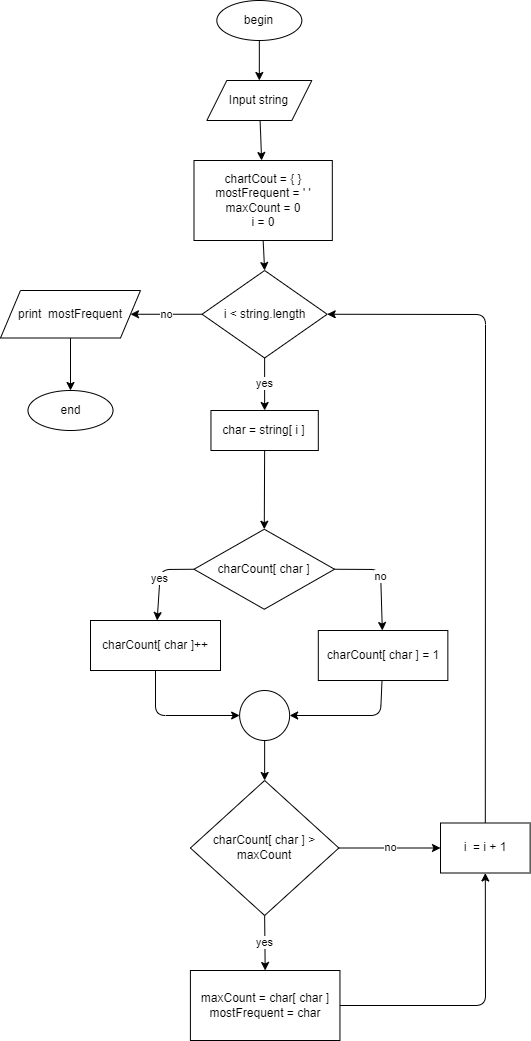 begin
Input string
chartCout = { }
mostFrequent = ' '
maxCount = 0
i = 0
i < string.length
no
print  mostFrequent
end
yes
char = string[ i ]
charCount[ char ]
yes
no
charCount[ char ]++
charCount[ char ] = 1
charCount[ char ] >
maxCount
no
i  = i + 1
yes
maxCount = char[ char ]
mostFrequent = char